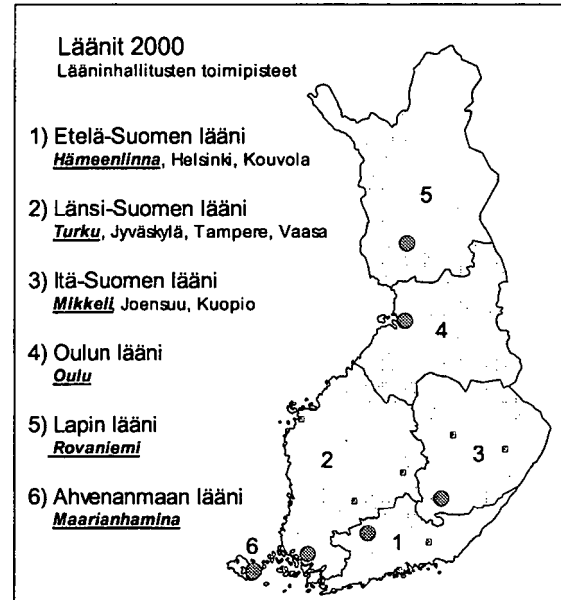 Läänit 2000
Lääninhallitusten toimipisteet
1) Etelä-Suomen lääni
Hämeenlinna, Helsinki, Kouvola
2) Länsi-Suomen lääni
Turku, Jyväskylä, Tampere, Vaasa
3) Itä-Suomen lääni
Mikkeli, Joensuu, Kuopio
4) Oulun lääni
Oulu
5) Lapin lääni
Rovaniemi
6) Ahvenanmaan lääni
Maarianhamina
5
4
3
2
1
6